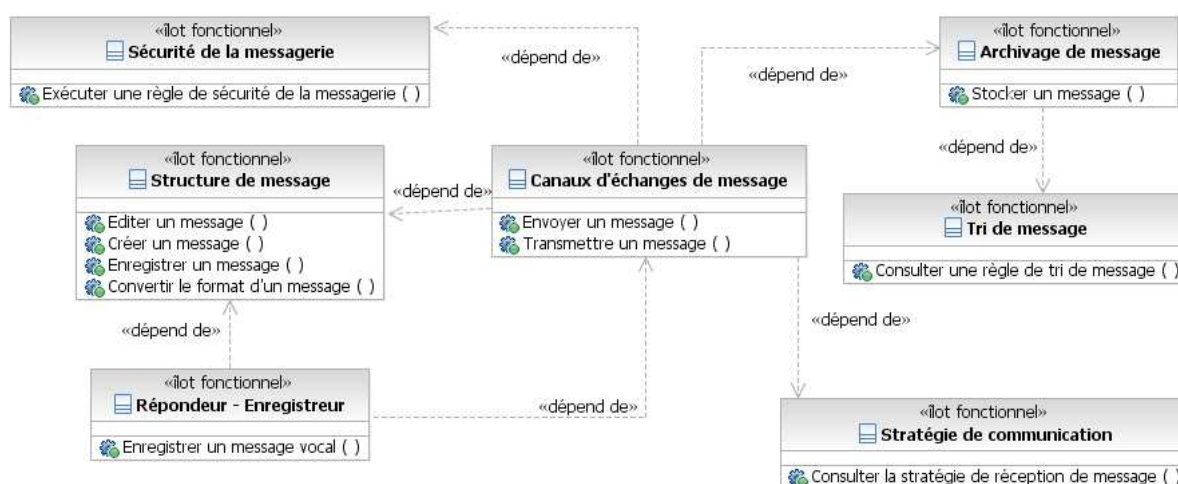 «îlot fonctionnel»
Sécurité de la messagerie
Exécuter une règle de sécurité de la messagerie ( )
«dépend de»
«dépend de»
«îlot fonctionnel»
Archivage de message
Stocker un message ( )
«dépend de»
«îlot fonctionnel»
Structure de message
Editer un message ( )
Créer un message ( )
Enregistrer un message ( )
Convertir le format d'un message ( )
«dépend de»
«îlot fonctionnel»
Canaux d'échanges de message
Envoyer un message ( )
Transmettre un message ( )
«îlot fonctionnel»
Tri de message
Consulter une règle de tri de message ( )
«dépend de»
«dépend de»
«îlot fonctionnel»
Répondeur - Enregistreur
Enregistrer un message vocal ( )
«dépend de»
«îlot fonctionnel»
Stratégie de communication
Consulter la stratégie de réception de message ( )